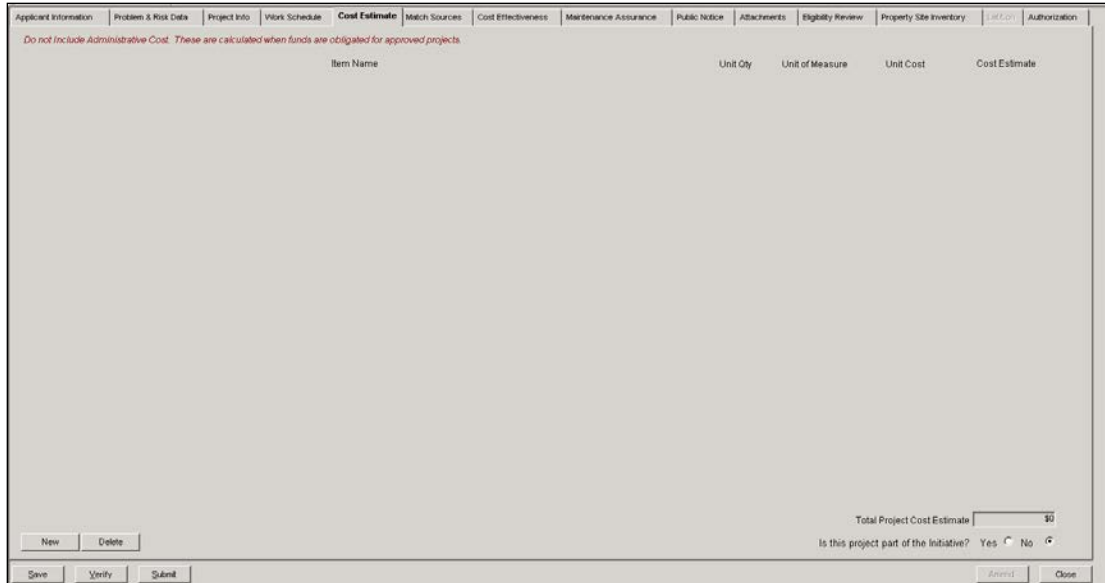 Applicant Information Problem & Risk Data Project Info Work Schedule Cost Estimate Match Sources Cost Effectiveness Maintenance Assurance Public Notice Attachments Eligibility Review Property Site Inventory Authorization
Do not Include Administrative Cost. These are calculated when funds are obligated for approved projects.
Item Name Unit Qty Unit of Measure Unit Cost Cost Estimate
Total Project Cost Estimate $0
New Delete Is this project part of the Initiative? Yes No
Save Verify Submit Amend Close